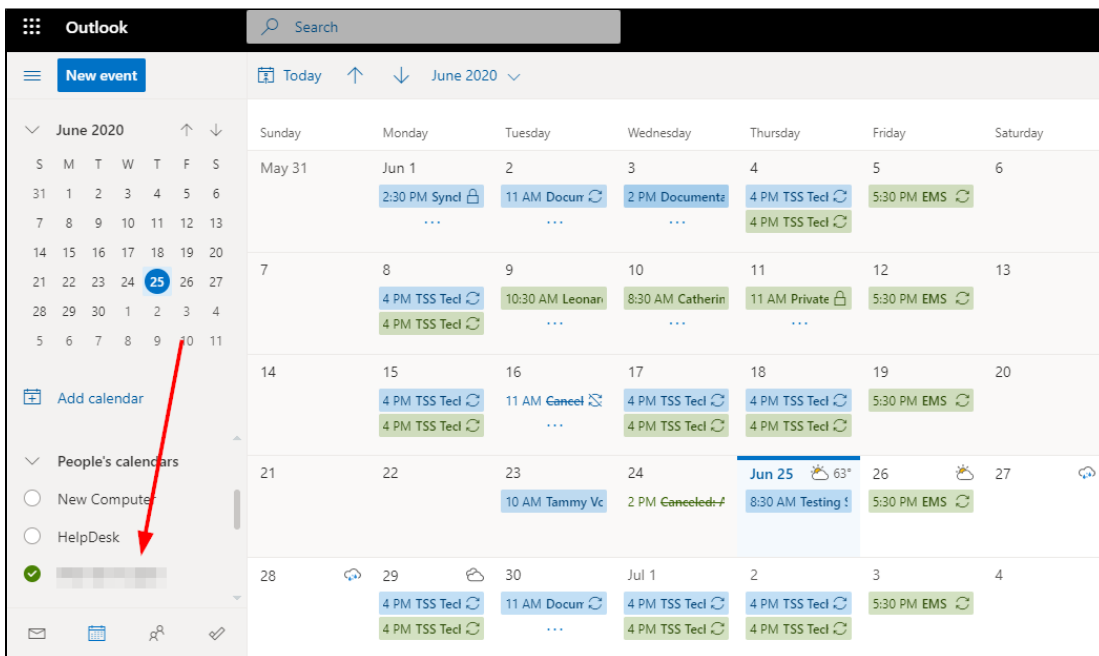 Outlook
Search
New event
Today
June 2020
June 2020
S M T W T F S
31 1 2 3 4 5 6
7 8 9 10 11 12 13
14 15 16 17 18 19 20
21 22 23 24 25 26 27
28 29 30 1 2 3 4
5 6 7 8 9 10 11
Add calendar
People's calendars
New Computer
HelpDesk
Sunday Monday Tuesday Wednesday Thursday Friday Saturday
May 31 Jun 1 2 3 4 5 6
2:30 PM Syncl 11 AM Docum 2 PM Documenta 4 PM TSS Tecl 5:30 PM EMS
... ... ... 4 PM TSS Tecl
7 8 9 10 11 12 13
4 PM TSS Tecl 10:30 AM Leonar 8:30 AM Catherin 11 AM Private 5:30 PM EMS
4 PM TSS Tecl ... ... ...
14 15 16 17 18 19 20
4 PM TSS Tecl 11 AM Cancel 4 PM TSS Tecl 4 PM TSS Tecl 5:30 PM EMS
4 PM TSS Tecl ... 4 PM TSS Tecl 4 PM TSS Tecl
21 22 23 24 Jun 25 63° 26 27
10 AM Tammy Vo 2 PM Canceled: 8:30 AM Testing 5:30 PM EMS
28 29 30 Jul 1 2 3 4
4 PM TSS Tecl 11 AM Docum 4 PM TSS Tecl 4 PM TSS Tecl 5:30 PM EMS
4 PM TSS Tecl ... 4 PM TSS Tecl 4 PM TSS Tecl